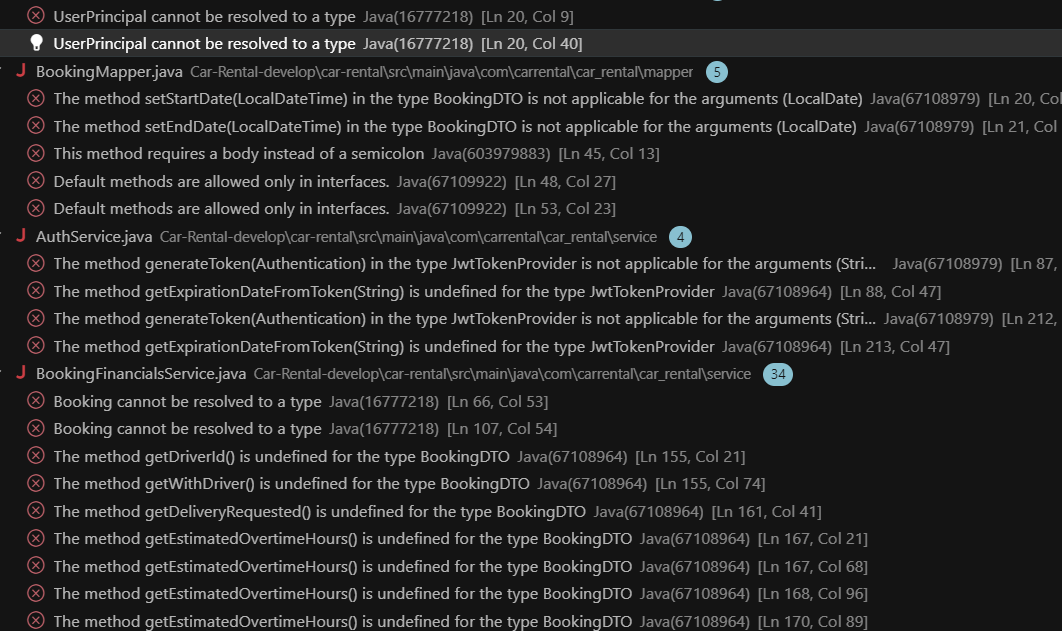 UserPrincipal cannot be resolved to a type Java(16777218) [Ln 20, Col 9]
UserPrincipal cannot be resolved to a type Java(16777218) [Ln 20, Col 40]
BookingMapper.java Car-Rental-develop\car-rental\src\main\java\com\carrental\car_rental\mapper 5
The method setStartDate(LocalDateTime) in the type BookingDTO is not applicable for the arguments (LocalDate) Java(67108979) [Ln 20, Col
The method setEndDate(LocalDateTime) in the type BookingDTO is not applicable for the arguments (LocalDate) Java(67108979) [Ln 21, Col
This method requires a body instead of a semicolon Java(603979883) [Ln 45, Col 13]
Default methods are allowed only in interfaces. Java(67109922) [Ln 48, Col 27]
Default methods are allowed only in interfaces. Java(67109922) [Ln 53, Col 23]
AuthService.java Car-Rental-develop\car-rental\src\main\java\com\carrental\car_rental\service 4
The method generateToken(Authentication) in the type JwtTokenProvider is not applicable for the arguments (Stri... Java(67108979) [Ln 87,
The method getExpirationDateFromToken(String) is undefined for the type JwtTokenProvider Java(67108964) [Ln 88, Col 47]
The method generateToken(Authentication) in the type JwtTokenProvider is not applicable for the arguments (Stri... Java(67108979) [Ln 212,
The method getExpirationDateFromToken(String) is undefined for the type JwtTokenProvider Java(67108964) [Ln 213, Col 47]
BookingFinancialsService.java Car-Rental-develop\car-rental\src\main\java\com\carrental\car_rental\service 34
Booking cannot be resolved to a type Java(16777218) [Ln 66, Col 53]
Booking cannot be resolved to a type Java(16777218) [Ln 107, Col 54]
The method getDriverId() is undefined for the type BookingDTO Java(67108964) [Ln 155, Col 21]
The method getWithDriver() is undefined for the type BookingDTO Java(67108964) [Ln 155, Col 74]
The method getDeliveryRequested() is undefined for the type BookingDTO Java(67108964) [Ln 161, Col 41]
The method getEstimatedOvertimeHours() is undefined for the type BookingDTO Java(67108964) [Ln 167, Col 21]
The method getEstimatedOvertimeHours() is undefined for the type BookingDTO Java(67108964) [Ln 167, Col 68]
The method getEstimatedOvertimeHours() is undefined for the type BookingDTO Java(67108964) [Ln 168, Col 96]
The method getEstimatedOvertimeHours() is undefined for the type BookingDTO Java(67108964) [Ln 170, Col 89]